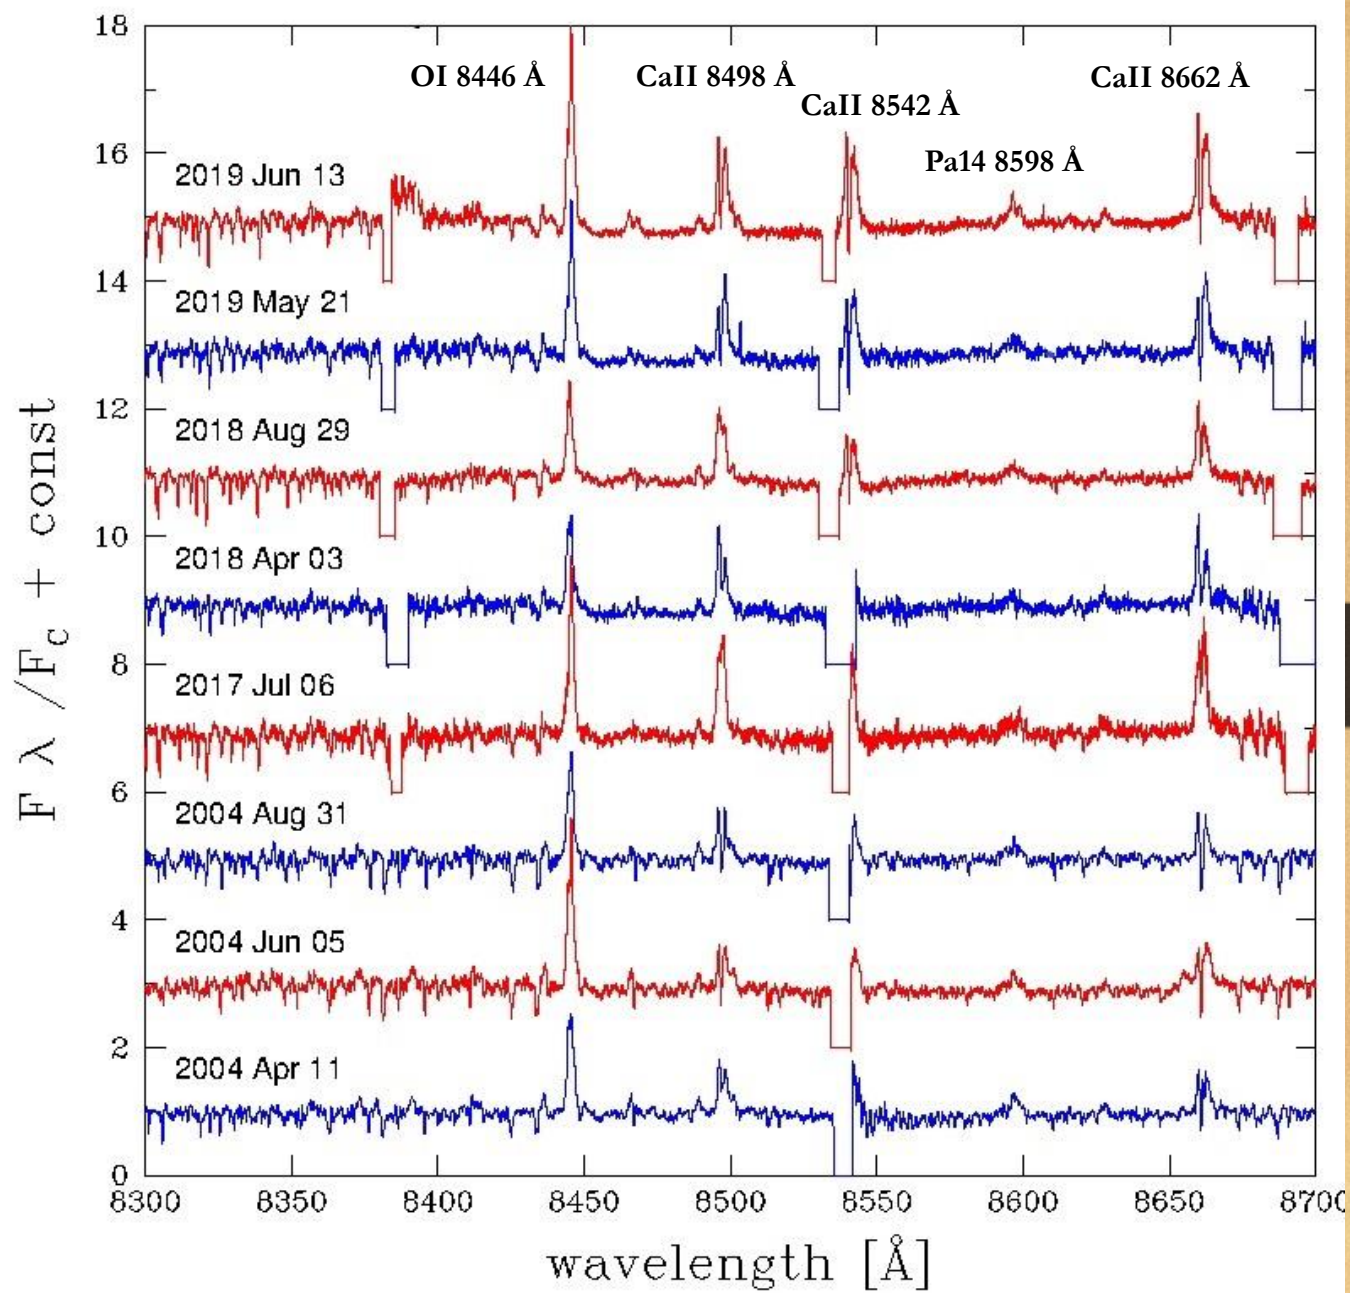 18
OI 8446 Å
CaII 8498 Å
CaII 8542 Å
CaII 8662 Å
Pa14 8598 Å
16
2019 Jun 13
14
2019 May 21
12
2018 Aug 29
10
2018 Apr 03
8
2017 Jul 06
6
2004 Aug 31
4
2004 Jun 05
2
2004 Apr 11
0
F λ /Fc + const
8300 8350 8400 8450 8500 8550 8600 8650 8700
wavelength [Å]